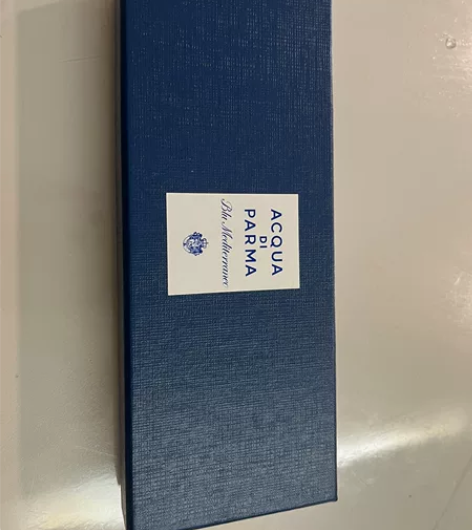 ACQUA
DI
PARMA
Blu Mediterraneo